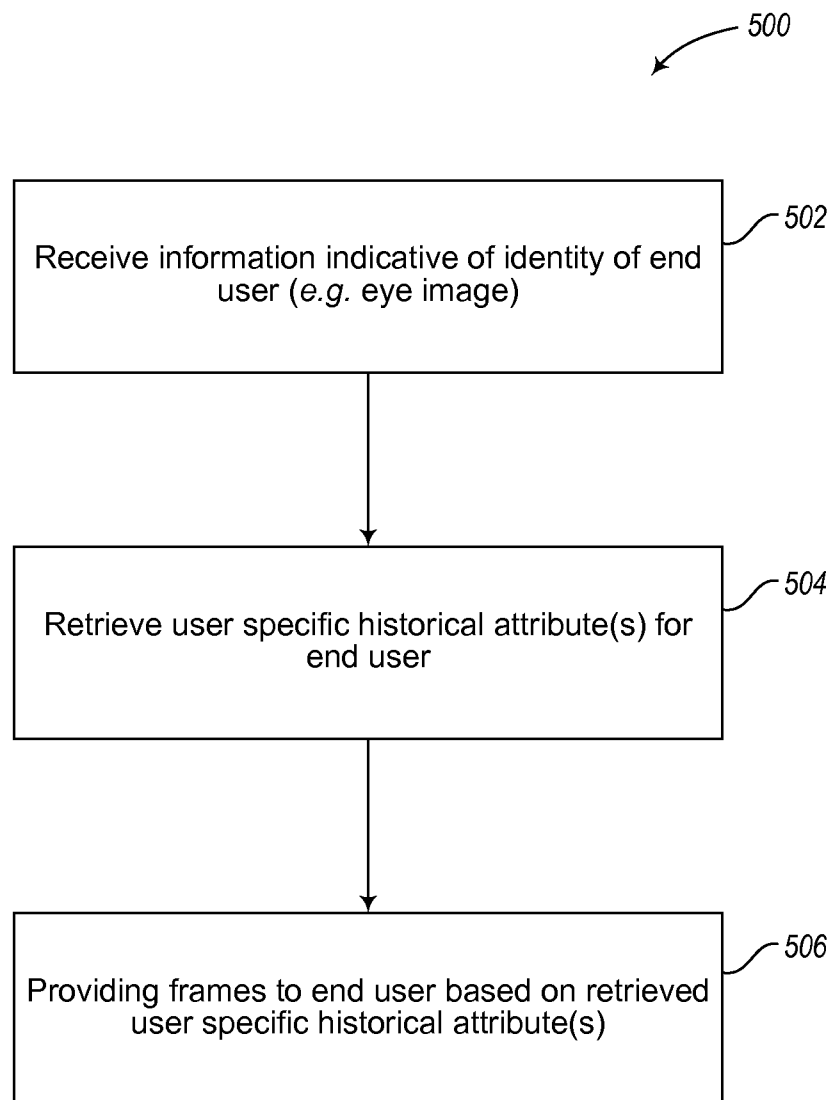 500
502
Receive information indicative of identity of end
user (e.g. eye image)
504
Retrieve user specific historical attribute(s) for
end user
506
Providing frames to end user based on retrieved
user specific historical attribute(s)